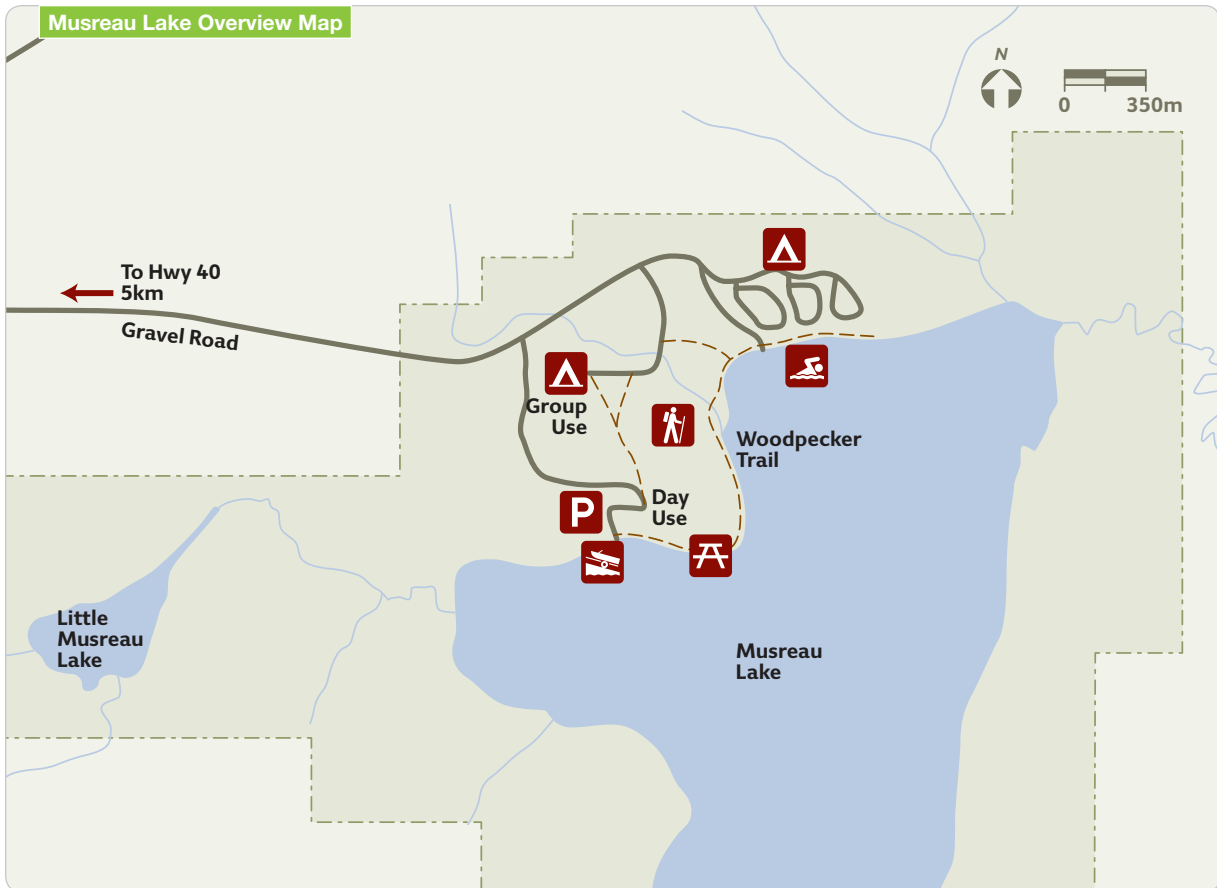 Musreau Lake Overview Map
N
0 350m
To Hwy 40
5km
Gravel Road
Group
Use
Woodpecker
Trail
P
Day
Use
Little
Musreau
Lake
Musreau
Lake